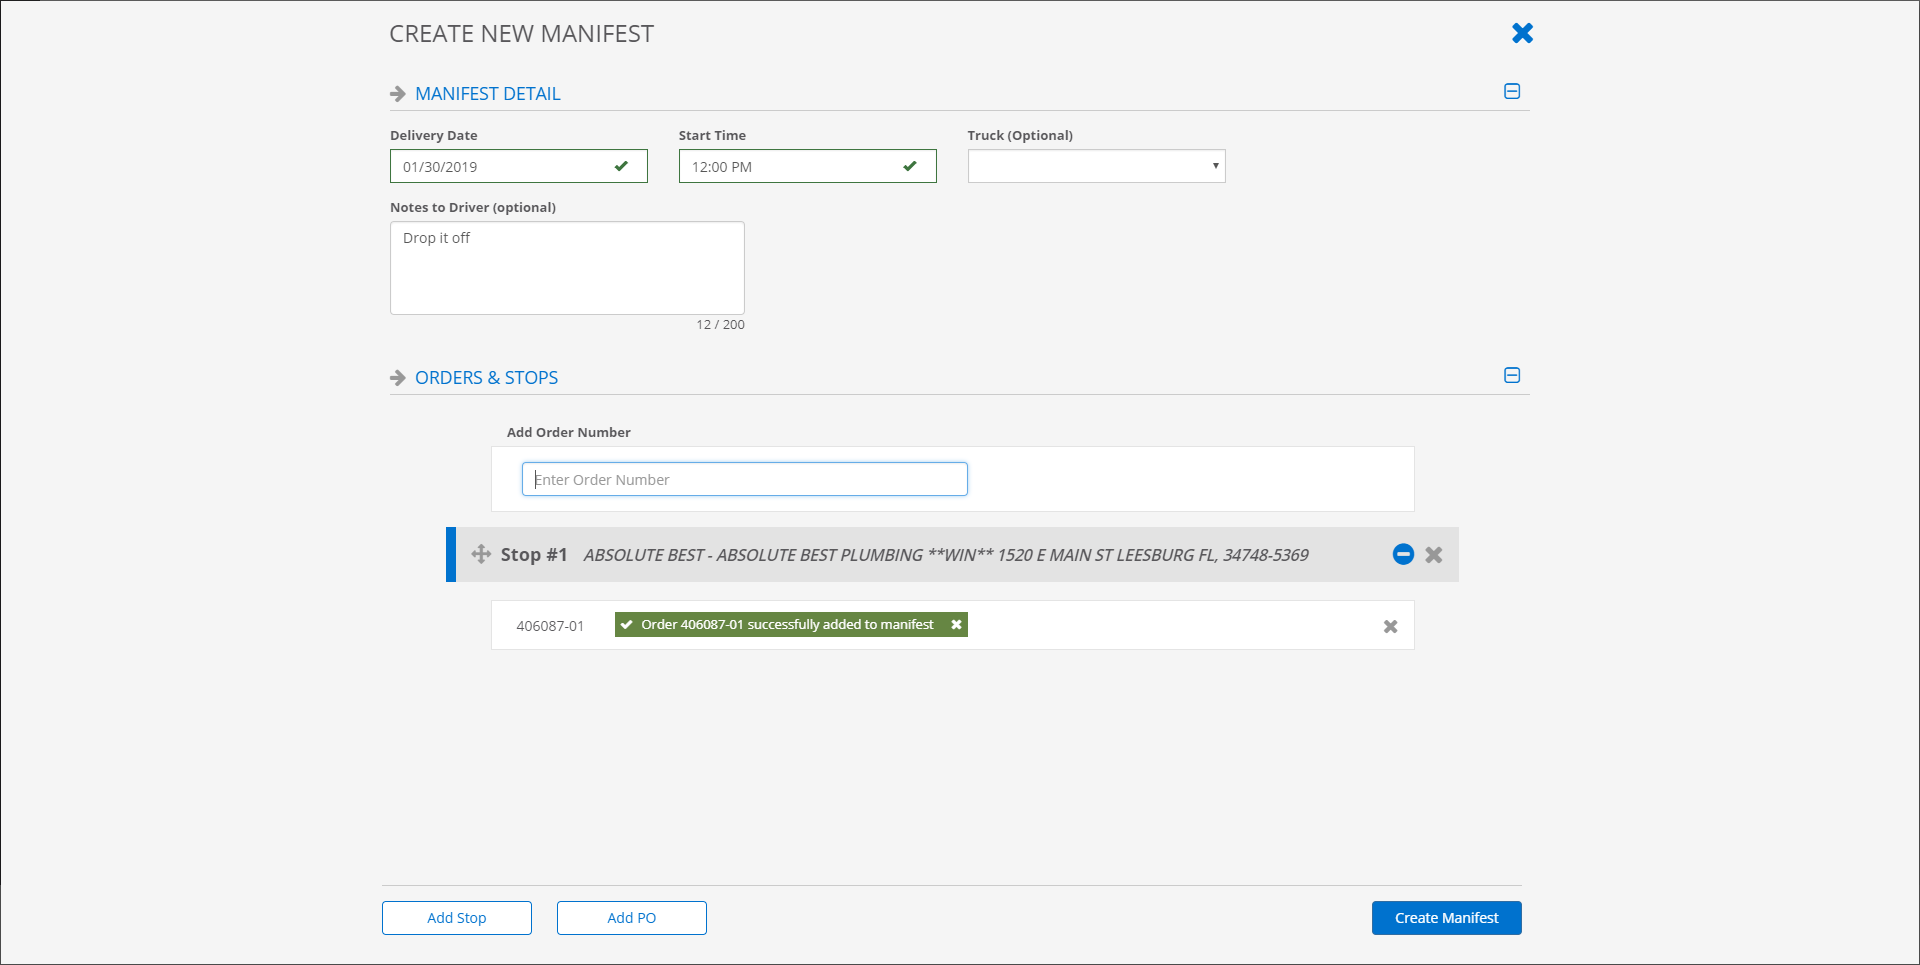 CREATE NEW MANIFEST
MANIFEST DETAIL
Delivery Date
Start Time
Truck (Optional)
01/30/2019
12:00 PM
Notes to Driver (optional)
Drop it off
12 / 200
ORDERS & STOPS
Add Order Number
Enter Order Number
Stop #1 ABSOLUTE BEST - ABSOLUTE BEST PLUMBING **WIN** 1520 E MAIN ST LEESBURG FL, 34748-5369
406087-01 Order 406087-01 successfully added to manifest
Add Stop
Add PO
Create Manifest